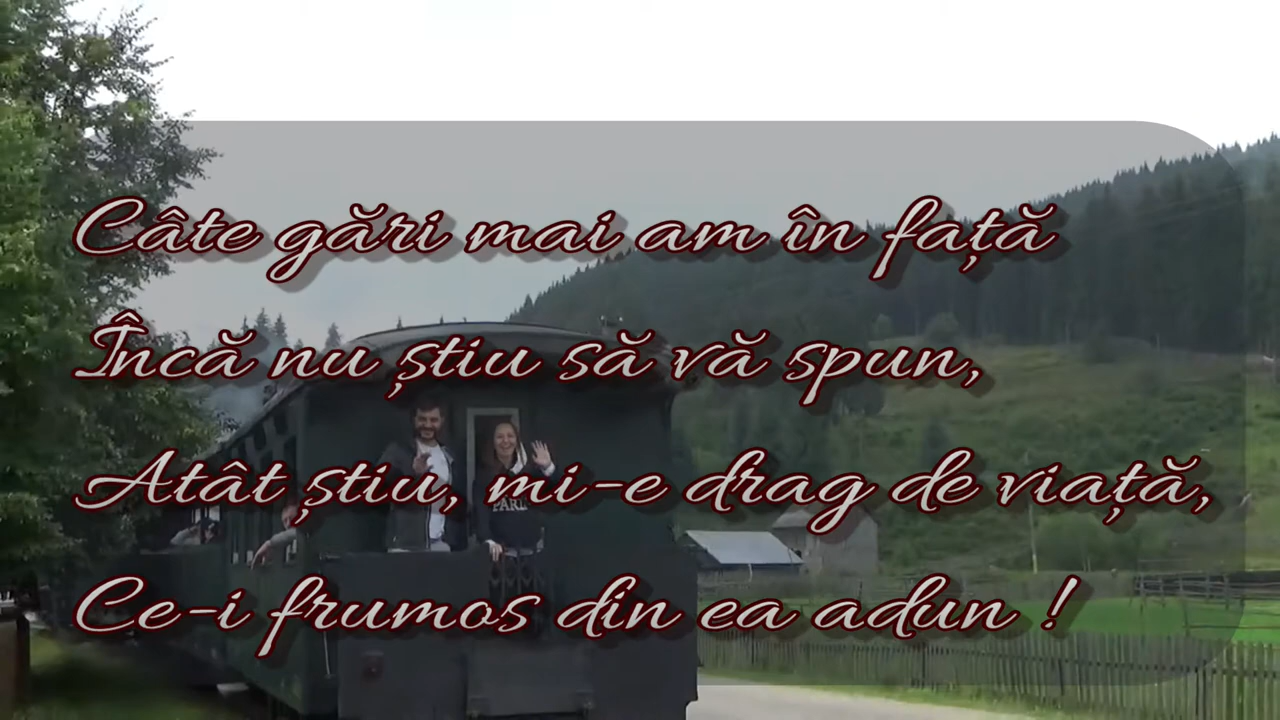 Câte gări mai am în față
Încă nu știu să vă spun,
Atât știu, mi-e drag de viață,
Ce-i frumos din ea adun !
PARIS